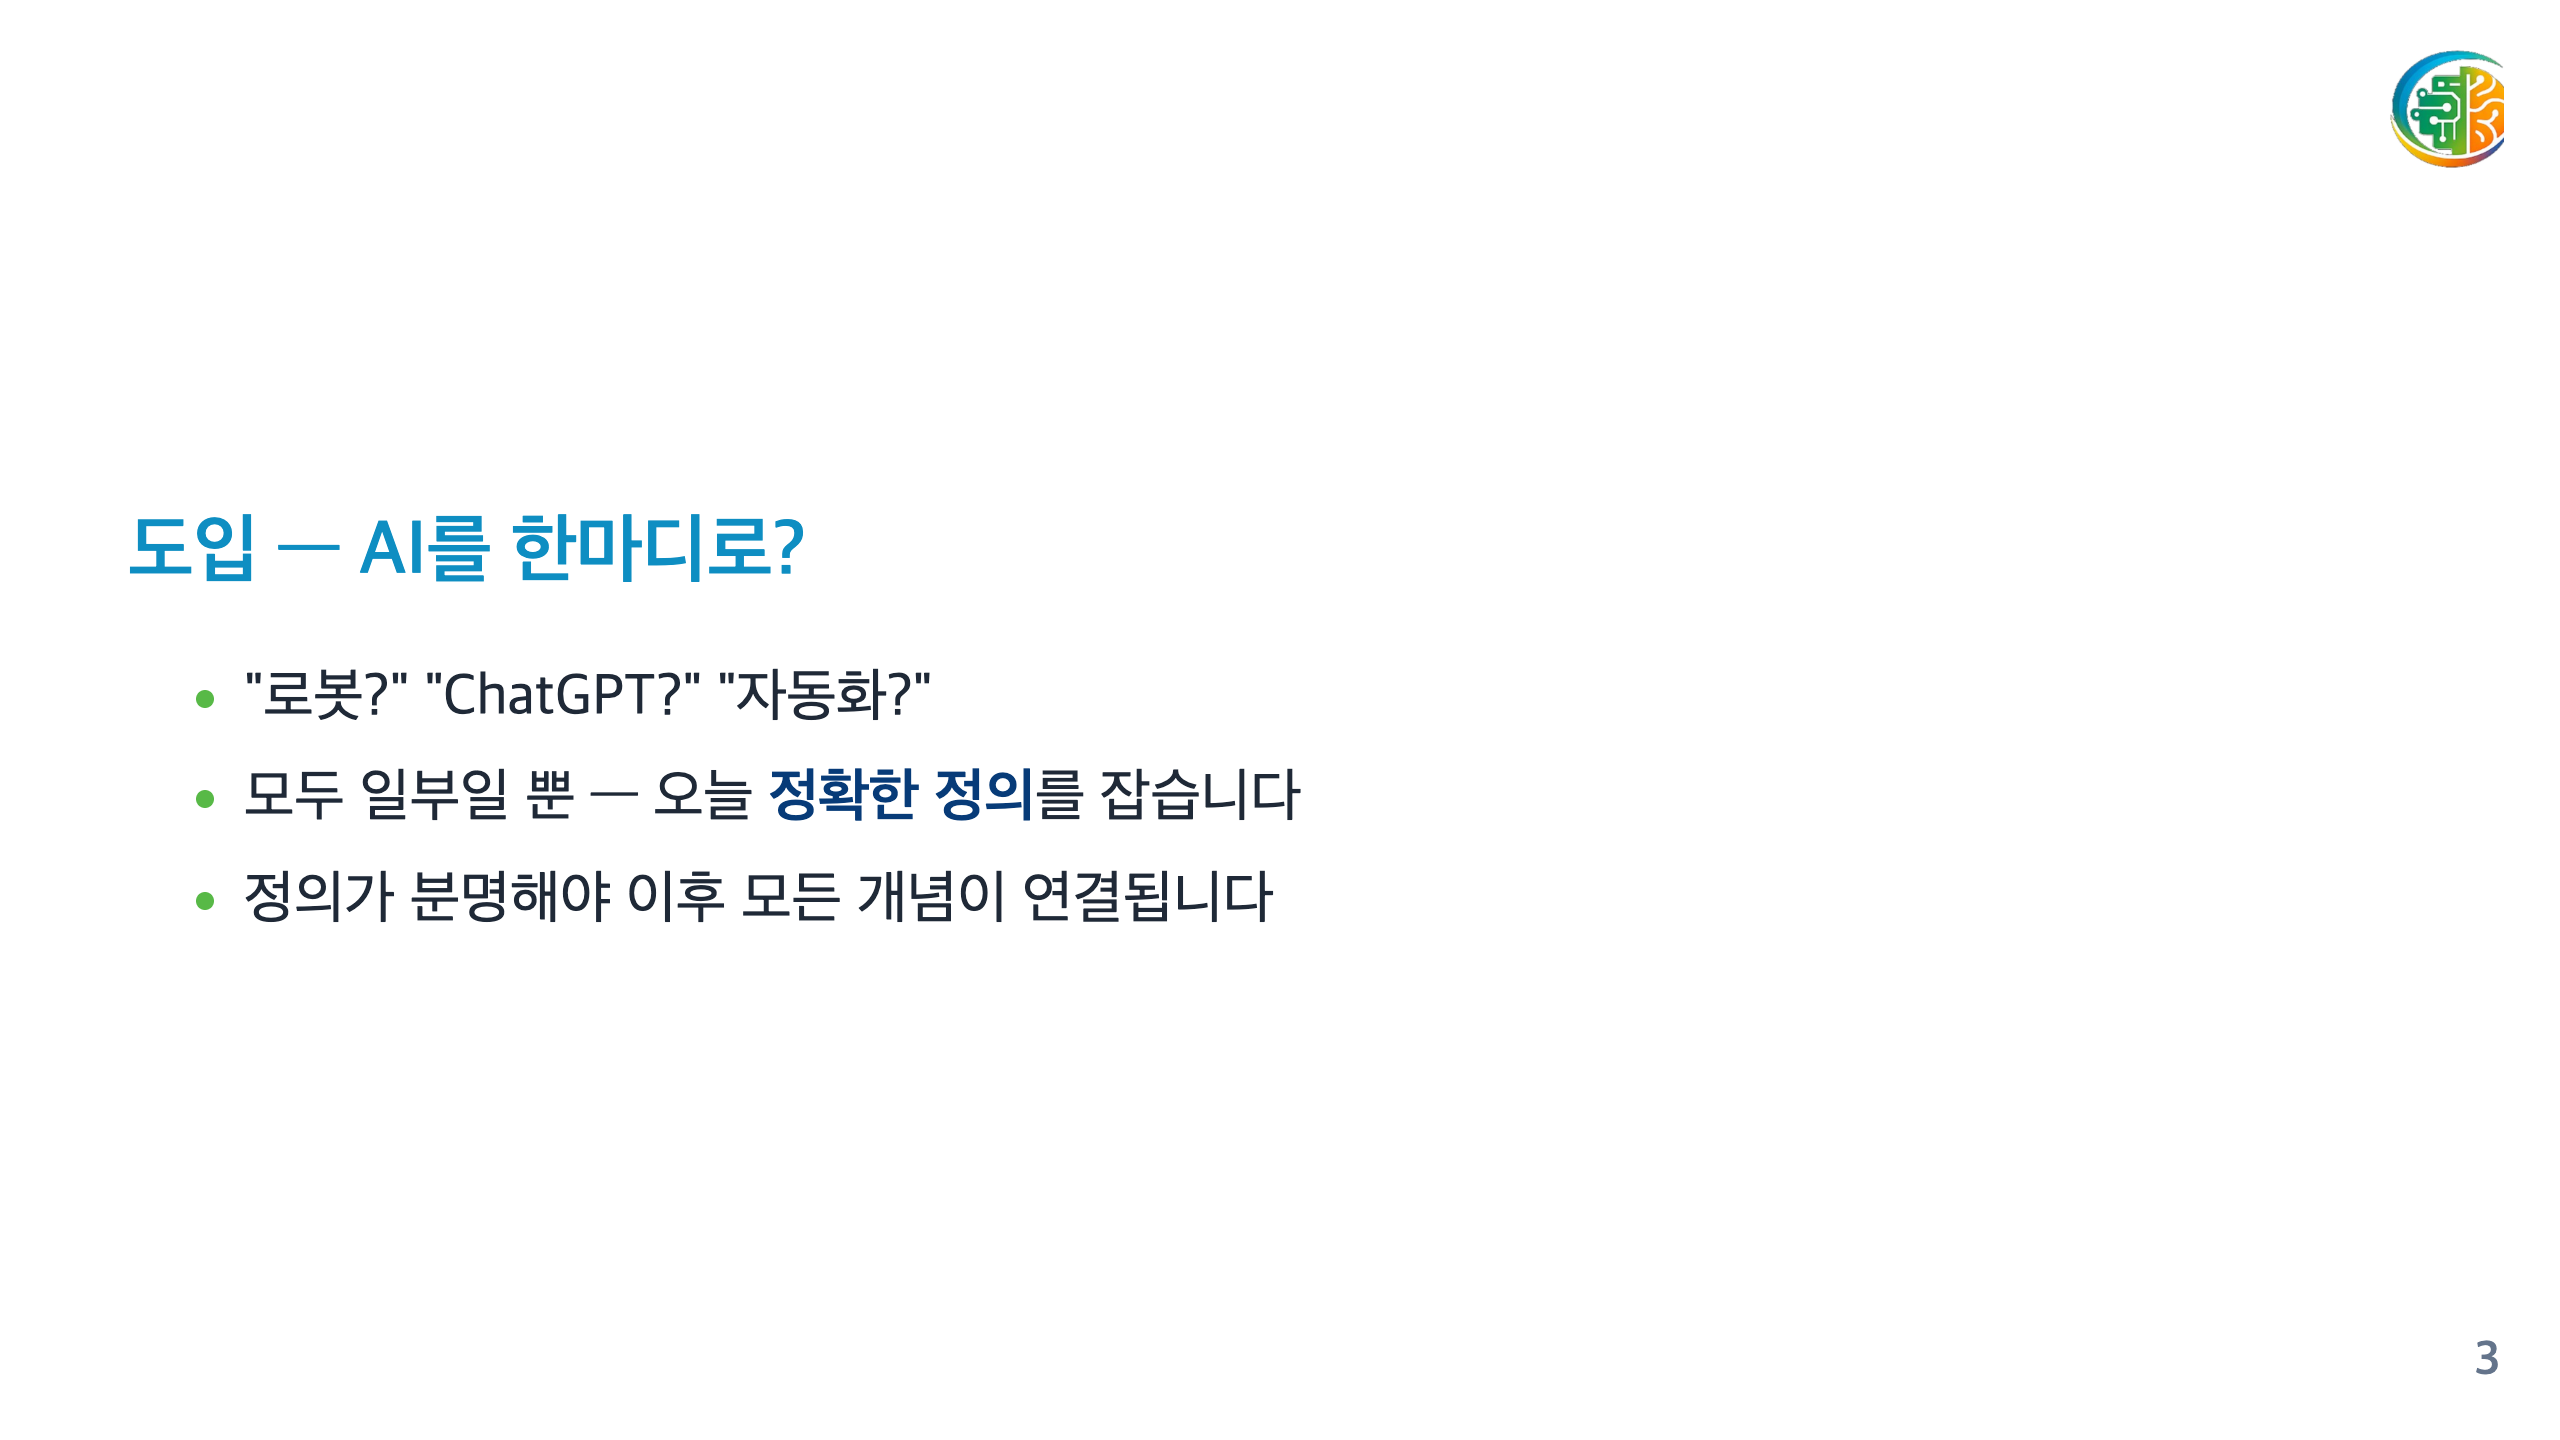 도입 — AI를 한마디로?
"로봇?" "ChatGPT?" "자동화?"
모두 일부일 뿐 — 오늘 정확한 정의를 잡습니다
정의가 분명해야 이후 모든 개념이 연결됩니다
3